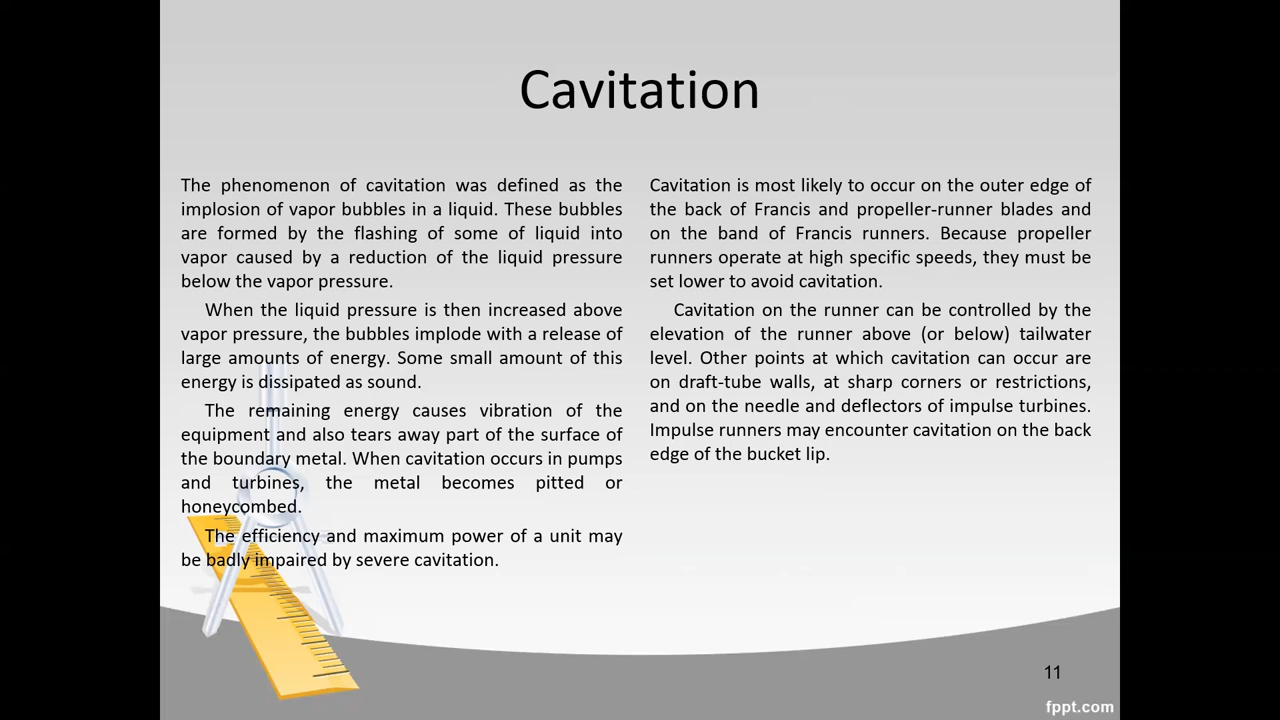 Cavitation
The phenomenon of cavitation was defined as the
implosion of vapor bubbles in a liquid. These bubbles
are formed by the flashing of some of liquid into
vapor caused by a reduction of the liquid pressure
below the vapor pressure.
When the liquid pressure is then increased above
vapor pressure, the bubbles implode with a release of
large amounts of energy. Some small amount of this
energy is dissipated as sound.
The remaining energy causes vibration of the
equipment and also tears away part of the surface of
the boundary metal. When cavitation occurs in pumps
and turbines, the metal becomes pitted or
honeycombed.
The efficiency and maximum power of a unit may
be badly impaired by severe cavitation.
Cavitation is most likely to occur on the outer edge of
the back of Francis and propeller-runner blades and
on the band of Francis runners. Because propeller
runners operate at high specific speeds, they must be
set lower to avoid cavitation.
Cavitation on the runner can be controlled by the
elevation of the runner above (or below) tailwater
level. Other points at which cavitation can occur are
on draft-tube walls, at sharp corners or restrictions,
and on the needle and deflectors of impulse turbines.
Impulse runners may encounter cavitation on the back
edge of the bucket lip.
11
fppt.com